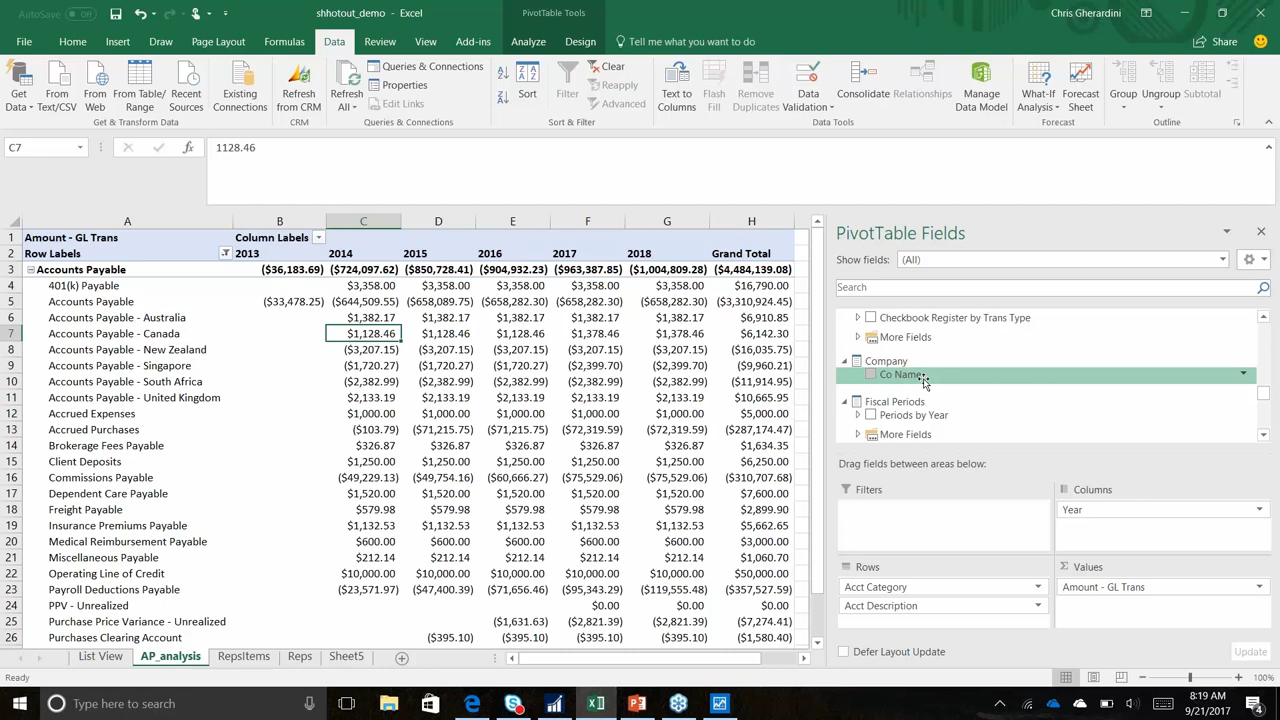 AutoSave Off
shhotout_demo - Excel
PivotTable Tools
Chris Gherardini
File Home Insert Draw Page Layout Formulas Data Review View Add-ins Analyze Design Tell me what you want to do Share
Get Data From Text/CSV From Web From Table/ Range Recent Sources Existing Connections
Get & Transform Data
Refresh from CRM
CRM
Refresh All Queries & Connections Properties Edit Links
Queries & Connections
Sort Filter Clear Reapply Advanced
Sort & Filter
Text to Columns Flash Fill Remove Duplicates Data Validation Consolidate Relationships Manage Data Model
Data Tools
What-If Analysis Forecast Sheet
Forecast
Group Ungroup Subtotal
Outline
C7 fx 1128.46
A B C D E F G H
1 Amount - GL Trans Column Labels
2 Row Labels 2013 2014 2015 2016 2017 2018 Grand Total
3 Accounts Payable ($36,183.69) ($724,097.62) ($850,728.41) ($904,932.23) ($963,387.85) ($1,004,809.28) ($4,484,139.08)
4 401(k) Payable $3,358.00 $3,358.00 $3,358.00 $3,358.00 $3,358.00 $16,790.00
5 Accounts Payable ($33,478.25) ($644,509.55) ($658,089.75) ($658,282.30) ($658,282.30) ($658,282.30) ($3,310,924.45)
6 Accounts Payable - Australia $1,382.17 $1,382.17 $1,382.17 $1,382.17 $1,382.17 $6,910.85
7 Accounts Payable - Canada $1,128.46 $1,128.46 $1,128.46 $1,378.46 $1,378.46 $6,142.30
8 Accounts Payable - New Zealand ($3,207.15) ($3,207.15) ($3,207.15) ($3,207.15) ($3,207.15) ($16,035.75)
9 Accounts Payable - Singapore ($1,720.27) ($1,720.27) ($1,720.27) ($2,399.70) ($2,399.70) ($9,960.21)
10 Accounts Payable - South Africa ($2,382.99) ($2,382.99) ($2,382.99) ($2,382.99) ($2,382.99) ($11,914.95)
11 Accounts Payable - United Kingdom $2,133.19 $2,133.19 $2,133.19 $2,133.19 $2,133.19 $10,665.95
12 Accrued Expenses $1,000.00 $1,000.00 $1,000.00 $1,000.00 $1,000.00 $5,000.00
13 Accrued Purchases ($103.79) ($71,215.75) ($71,215.75) ($72,319.59) ($72,319.59) ($287,174.47)
14 Brokerage Fees Payable $326.87 $326.87 $326.87 $326.87 $326.87 $1,634.35
15 Client Deposits $1,250.00 $1,250.00 $1,250.00 $1,250.00 $1,250.00 $6,250.00
16 Commissions Payable ($49,229.13) ($49,754.16) ($60,666.27) ($75,529.06) ($75,529.06) ($310,707.68)
17 Dependent Care Payable $1,520.00 $1,520.00 $1,520.00 $1,520.00 $1,520.00 $7,600.00
18 Freight Payable $579.98 $579.98 $579.98 $579.98 $579.98 $2,899.90
19 Insurance Premiums Payable $1,132.53 $1,132.53 $1,132.53 $1,132.53 $1,132.53 $5,662.65
20 Medical Reimbursement Payable $600.00 $600.00 $600.00 $600.00 $600.00 $3,000.00
21 Miscellaneous Payable $212.14 $212.14 $212.14 $212.14 $212.14 $1,060.70
22 Operating Line of Credit $10,000.00 $10,000.00 $10,000.00 $10,000.00 $10,000.00 $50,000.00
23 Payroll Deductions Payable ($23,571.97) ($47,400.39) ($71,656.46) ($95,343.29) ($119,555.48) ($357,527.59)
24 PPV - Unrealized $0.00 $0.00 $0.00
25 Purchase Price Variance - Unrealized ($1,631.63) ($2,821.39) ($2,821.39) ($7,274.41)
26 Purchases Clearing Account ($395.10) ($395.10) ($395.10) ($395.10) ($1,580.40)
List View AP_analysis RepsItems Reps Sheet5
Ready
PivotTable Fields
Show fields: (All)
Search
Checkbook Register by Trans Type
More Fields
Company
Co Name
Fiscal Periods
Periods by Year
More Fields
Drag fields between areas below:
Filters
Columns
Year
Rows
Acct Category
Acct Description
Values
Amount - GL Trans
Defer Layout Update Update
100%
Type here to search
8:19 AM
9/21/2017